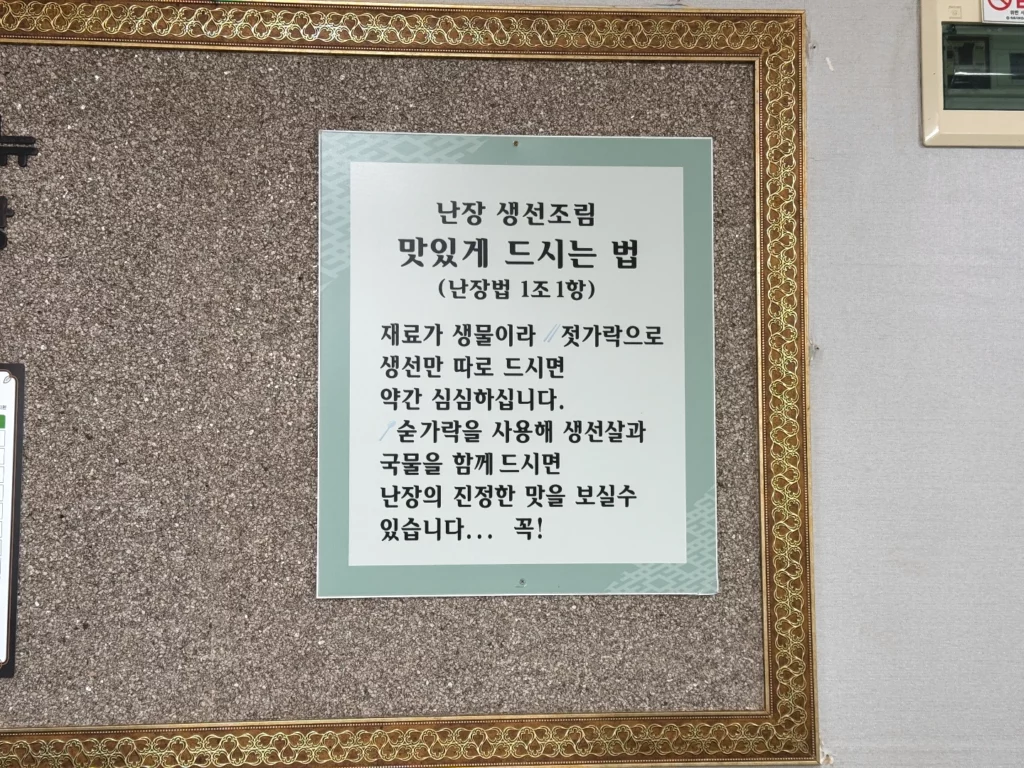 난장 생선조림
맛있게 드시는 법
(난장법 1조1항)
재료가 생물이라 젓가락으로
생선만 따로 드시면
약간 심심하십니다.
숟가락을 사용해 생선살과
국물을 함께 드시면
난장의 진정한 맛을 보실수
있습니다... 꼭!